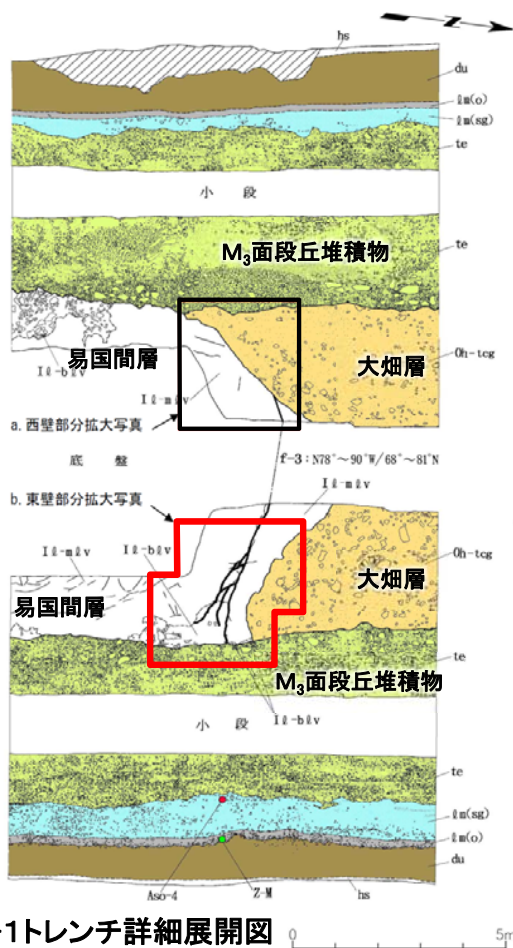 Z
hs
du
ℓm(o)
ℓm(sg)
te
小 段
te
M₃面段丘堆積物
易国間層
大畑層
Iℓ-bℓv
Oh-tcg
Iℓ-mℓv
a. 西壁部分拡大写真
底 盤
f-3：N78°～90°W/68°～81°N
b. 東壁部分拡大写真
Iℓ-mℓv
Iℓ-mℓv
Iℓ-bℓv
Oh-tcg
大畑層
易国間層
te
M₃面段丘堆積物
小 段
Iℓ-bℓv
te
ℓm(sg)
ℓm(o)
du
Aso-4
Z-M
hs
-1トレンチ詳細展開図
0
5m